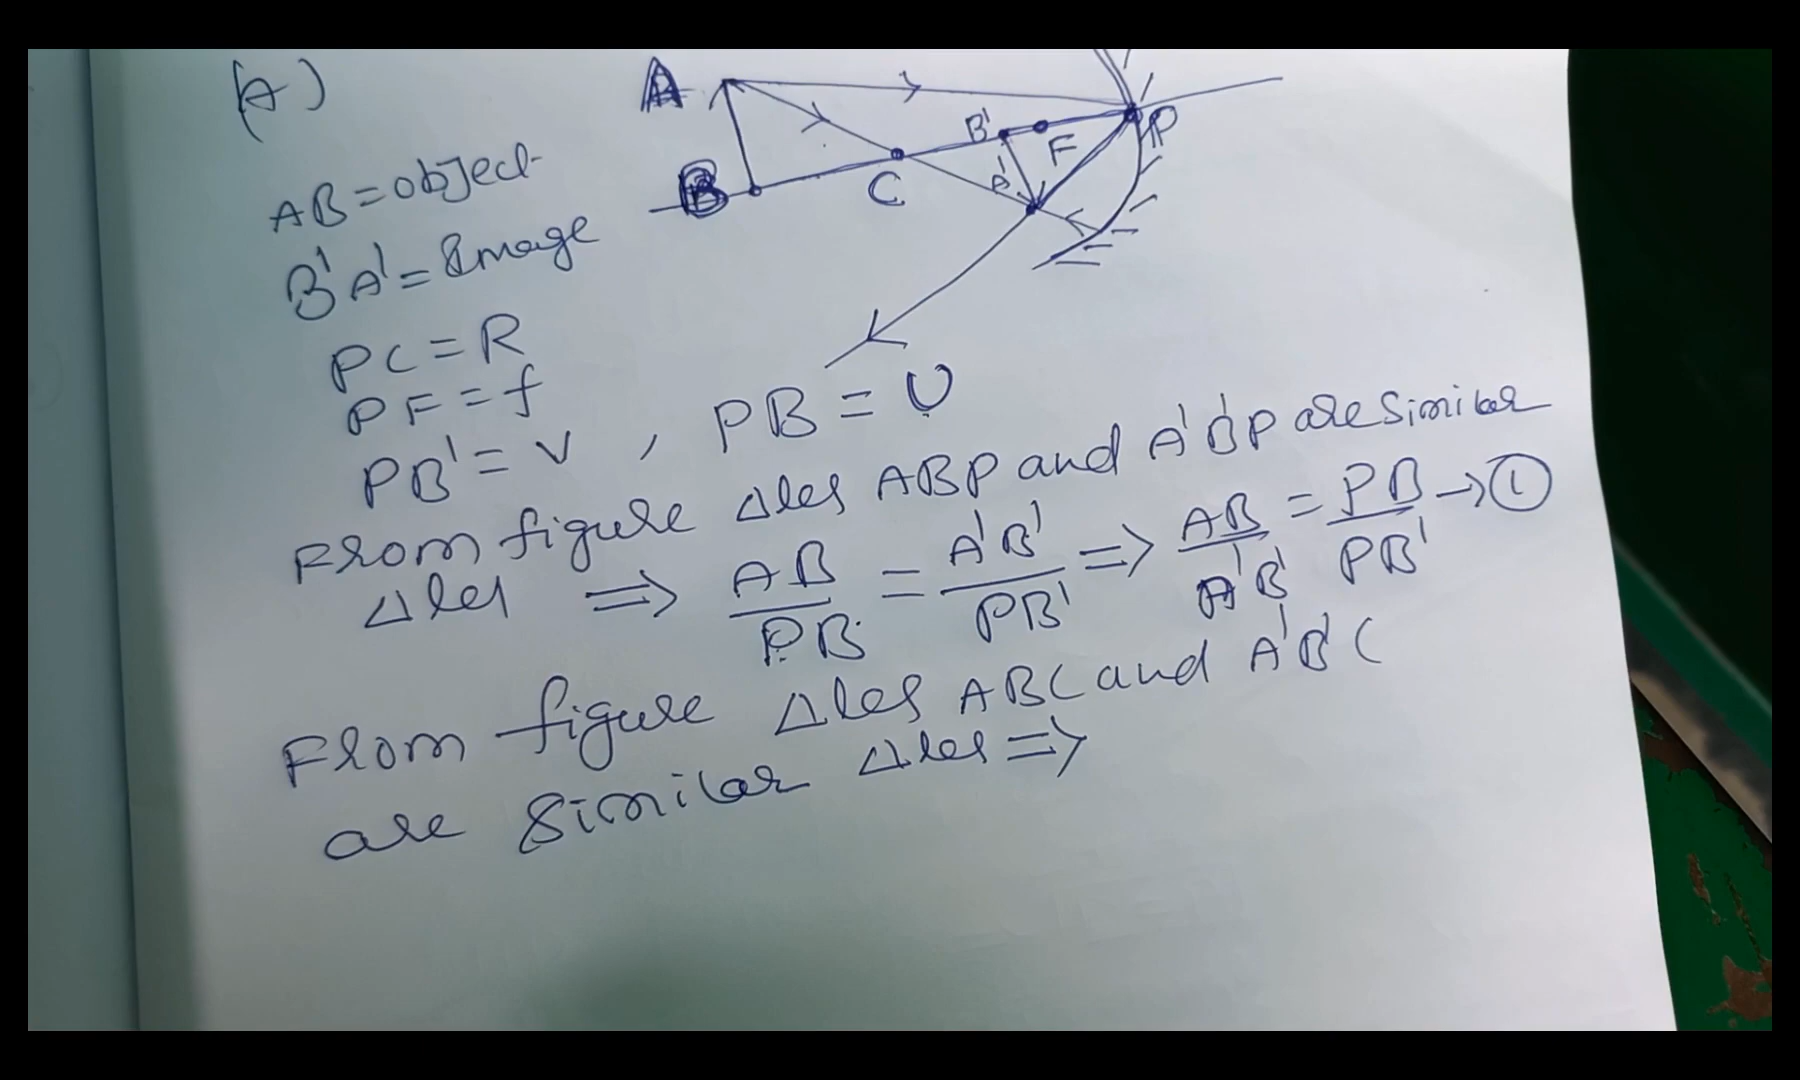 (A)
A
B
C
B'
A'
F
P
AB = object
B'A' = Image
PC = R
PF = f
PB' = v , PB = U
From figure Δles ABP and A'B'P are Similar
Δles ⇒ AB/PB = A'B'/PB' ⇒ AB/A'B' = PB/PB' → ①
From figure Δles ABC and A'B'C
are Similar Δles ⇒